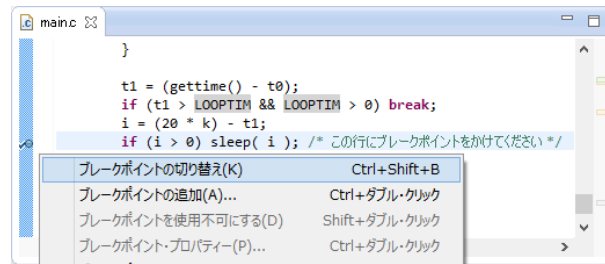 main.c
}
t1 = (gettime() - t0);
if (t1 > LOOPTIM && LOOPTIM > 0) break;
i = (20 * k) - t1;
if (i > 0) sleep( i ); /* この行にブレークポイントをかけてください */
ブレークポイントの切り替え(K) Ctrl+Shift+B
ブレークポイントの追加(A)... Ctrl+ダブル・クリック
ブレークポイントを使用不可にする(D) Shift+ダブル・クリック
ブレークポイント・プロパティー(P)... Ctrl+ダブル・クリック